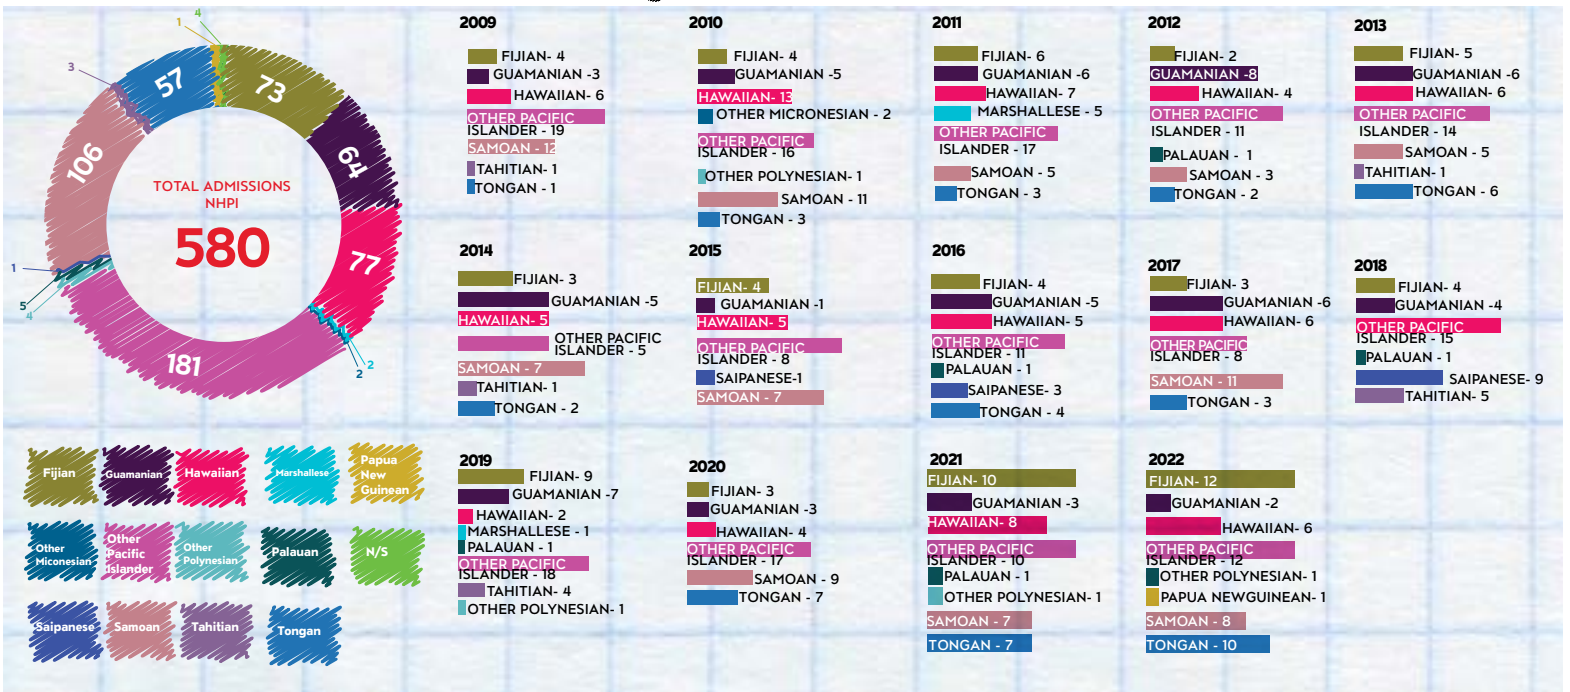 4
1
3
57
73
64
106
77
1
5
4
181
2
2
TOTAL ADMISSIONS
NHPI
580
Fijian
Guamanian
Hawaiian
Marshallese
Papua
New
Guinean
Other
Miconesian
Other
Pacific
Islander
Other
Polynesian
Palauan
N/S
Saipanese
Samoan
Tahitian
Tongan
2009
FIJIAN- 4
GUAMANIAN -3
HAWAIIAN- 6
OTHER PACIFIC
ISLANDER - 19
SAMOAN - 12
TAHITIAN- 1
TONGAN - 1
2010
FIJIAN- 4
GUAMANIAN -5
HAWAIIAN- 13
OTHER MICRONESIAN - 2
OTHER PACIFIC
ISLANDER - 16
OTHER POLYNESIAN- 1
SAMOAN - 11
TONGAN - 3
2011
FIJIAN- 6
GUAMANIAN -6
HAWAIIAN- 7
MARSHALLESE - 5
OTHER PACIFIC
ISLANDER - 17
SAMOAN - 5
TONGAN - 3
2012
FIJIAN- 2
GUAMANIAN -8
HAWAIIAN- 4
OTHER PACIFIC
ISLANDER - 11
PALAUAN - 1
SAMOAN - 3
TONGAN - 2
2013
FIJIAN- 5
GUAMANIAN -6
HAWAIIAN- 6
OTHER PACIFIC
ISLANDER - 14
SAMOAN - 5
TAHITIAN- 1
TONGAN - 6
2014
FIJIAN- 3
GUAMANIAN -5
HAWAIIAN- 5
OTHER PACIFIC
ISLANDER - 5
SAMOAN - 7
TAHITIAN- 1
TONGAN - 2
2015
FIJIAN- 4
GUAMANIAN -1
HAWAIIAN- 5
OTHER PACIFIC
ISLANDER - 8
SAIPANESE-1
SAMOAN - 7
2016
FIJIAN- 4
GUAMANIAN -5
HAWAIIAN- 5
OTHER PACIFIC
ISLANDER - 11
PALAUAN - 1
SAIPANESE- 3
TONGAN - 4
2017
FIJIAN- 3
GUAMANIAN -6
HAWAIIAN- 6
OTHER PACIFIC
ISLANDER - 8
SAMOAN - 11
TONGAN - 3
2018
FIJIAN- 4
GUAMANIAN -4
OTHER PACIFIC
ISLANDER - 15
PALAUAN - 1
SAIPANESE- 9
TAHITIAN- 5
2019
FIJIAN- 9
GUAMANIAN -7
HAWAIIAN- 2
MARSHALLESE - 1
PALAUAN - 1
OTHER PACIFIC
ISLANDER - 18
TAHITIAN- 4
OTHER POLYNESIAN- 1
2020
FIJIAN- 3
GUAMANIAN -3
HAWAIIAN- 4
OTHER PACIFIC
ISLANDER - 17
SAMOAN - 9
TONGAN - 7
2021
FIJIAN- 10
GUAMANIAN -3
HAWAIIAN- 8
OTHER PACIFIC
ISLANDER - 10
PALAUAN - 1
OTHER POLYNESIAN- 1
SAMOAN - 7
TONGAN - 7
2022
FIJIAN- 12
GUAMANIAN -2
HAWAIIAN- 6
OTHER PACIFIC
ISLANDER - 12
OTHER POLYNESIAN- 1
PAPUA NEWGUINEAN- 1
SAMOAN - 8
TONGAN - 10